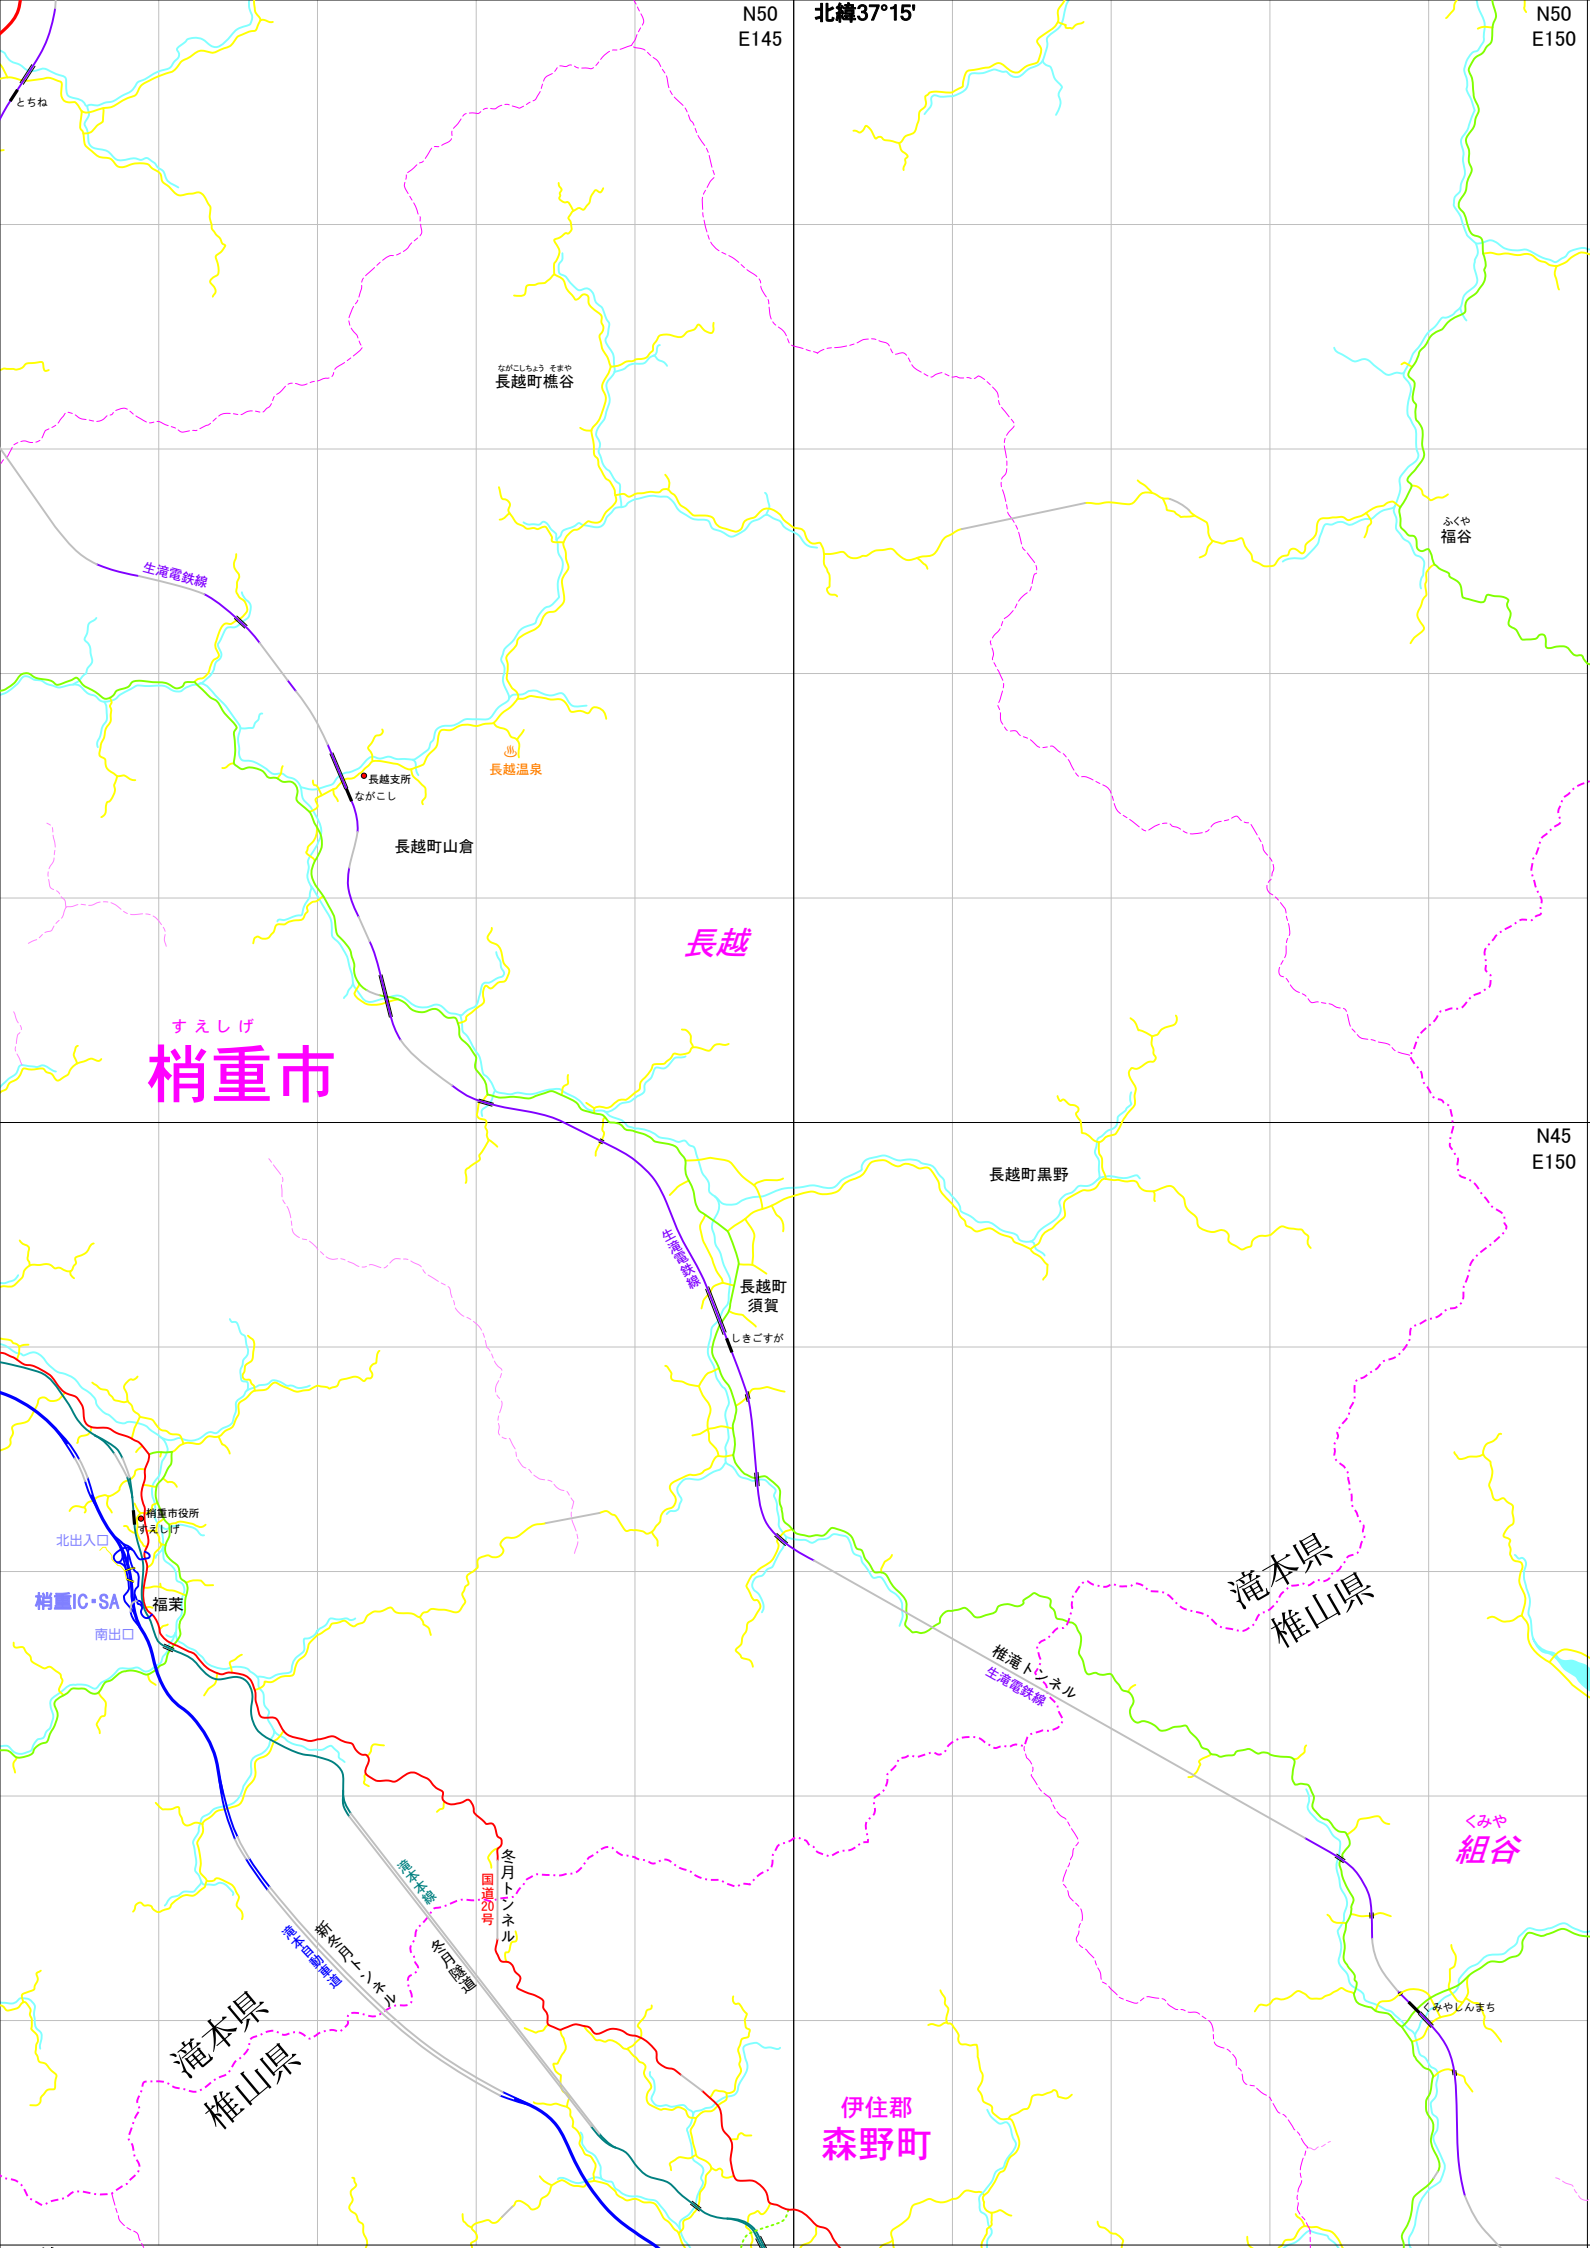 N50
E145
北緯37°15'
N50
E150
とちね
ながこしちょう そまや
長越町樵谷
ふくや
福谷
生滝電鉄線
長越温泉
長越支所
ながこし
長越町山倉
長越
すえしげ
梢重市
N45
E150
長越町黒野
生滝電鉄線
長越町
須賀
しきごすが
梢重市役所
すえしげ
北出入口
梢重IC・SA
福茉
南出口
滝本県
椎山県
椎滝トンネル
生滝電鉄線
くみや
組谷
冬月トンネル
国道20号
滝本本線
冬月隧道
新冬月トンネル
滝本自動車道
くみやしんまち
滝本県
椎山県
伊住郡
森野町